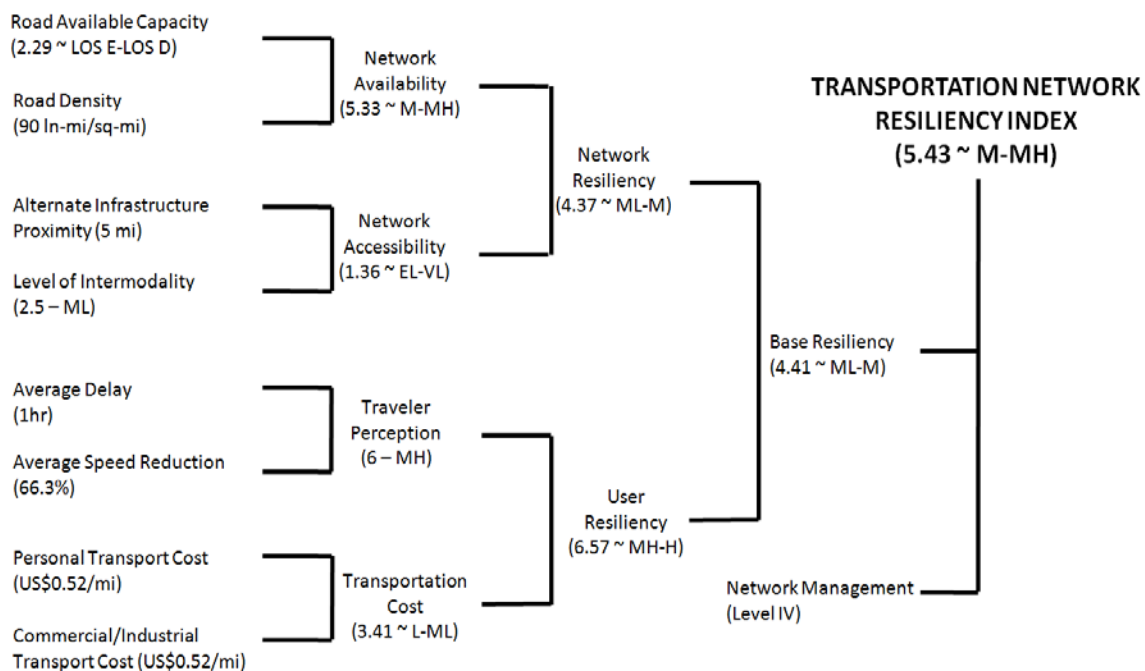 Road Available Capacity
(2.29 ~ LOS E-LOS D)
Road Density
(90 ln-mi/sq-mi)
Alternate Infrastructure
Proximity (5 mi)
Level of Intermodality
(2.5 – ML)
Average Delay
(1hr)
Average Speed Reduction
(66.3%)
Personal Transport Cost
(US$0.52/mi)
Commercial/Industrial
Transport Cost (US$0.52/mi)
Network
Availability
(5.33 ~ M-MH)
Network
Accessibility
(1.36 ~ EL-VL)
Traveler
Perception
(6 – MH)
Transportation
Cost
(3.41 ~ L-ML)
Network
Resiliency
(4.37 ~ ML-M)
User
Resiliency
(6.57 ~ MH-H)
Base Resiliency
(4.41 ~ ML-M)
Network Management
(Level IV)
TRANSPORTATION NETWORK
RESILIENCY INDEX
(5.43 ~ M-MH)